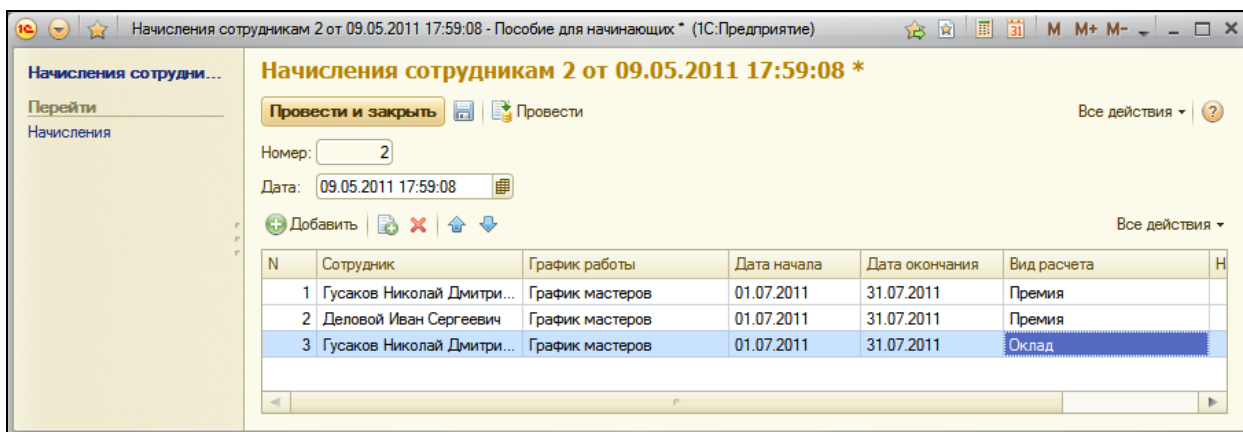 Начисления сотрудникам 2 от 09.05.2011 17:59:08 - Пособие для начинающих * (1С:Предприятие)
31 M M+ M-
Начисления сотрудни...
Перейти
Начисления
Начисления сотрудникам 2 от 09.05.2011 17:59:08 *
Провести и закрыть Провести Все действия ?
Номер: 2
Дата: 09.05.2011 17:59:08
Добавить Все действия
N Сотрудник График работы Дата начала Дата окончания Вид расчета Н
1 Гусаков Николай Дмитри... График мастеров 01.07.2011 31.07.2011 Премия
2 Деловой Иван Сергеевич График мастеров 01.07.2011 31.07.2011 Премия
3 Гусаков Николай Дмитри... График мастеров 01.07.2011 31.07.2011 Оклад